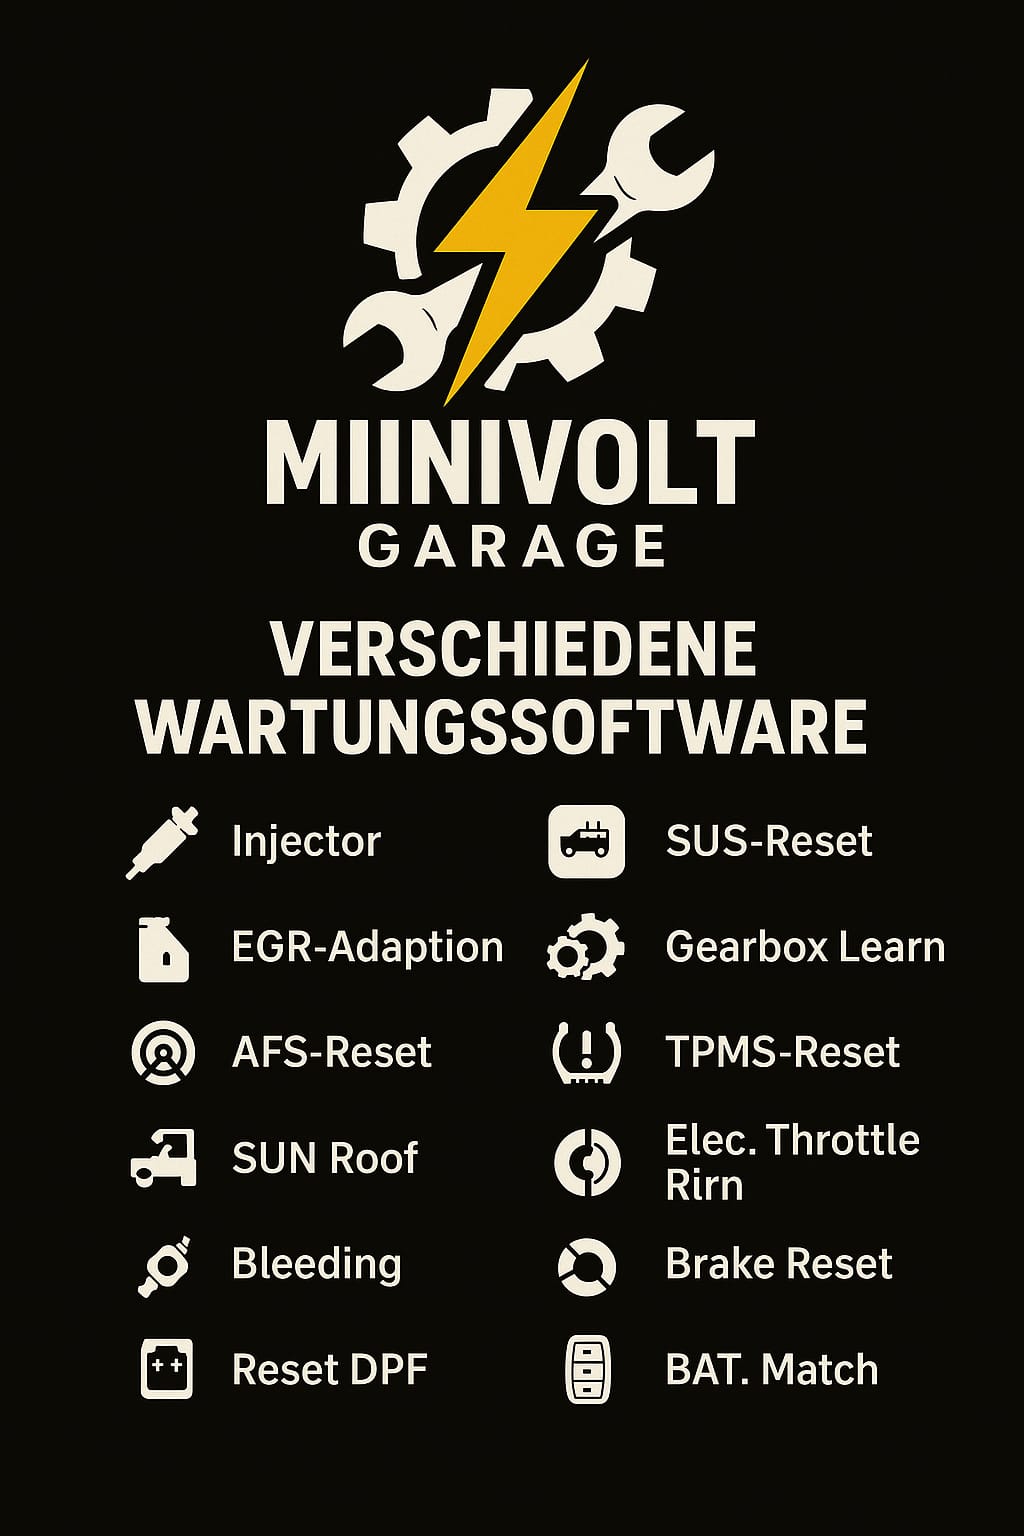 MIINIVOLT
GARAGE
VERSCHIEDENE
WARTUNGSSOFTWARE
Injector
SUS-Reset
EGR-Adaption
Gearbox Learn
AFS-Reset
TPMS-Reset
SUN Roof
Elec. Throttle
Rirn
Bleeding
Brake Reset
Reset DPF
BAT. Match